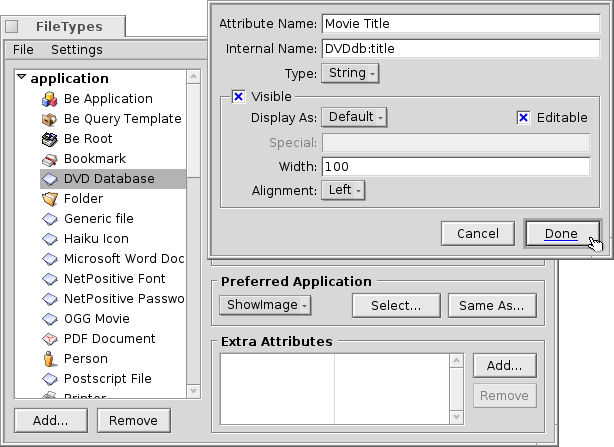 FileTypes
File Settings
application
Be Application
Be Query Template
Be Root
Bookmark
DVD Database
Folder
Generic file
Haiku Icon
Microsoft Word Doc
NetPositive Font
NetPositive Passwo
OGG Movie
PDF Document
Person
Postscript File
Printer
Add...
Remove
Attribute Name: Movie Title
Internal Name: DVDdb:title
Type: String
Visible
Display As: Default
Editable
Special:
Width: 100
Alignment: Left
Cancel
Done
Preferred Application
ShowImage
Select...
Same As...
Extra Attributes
Add...
Remove